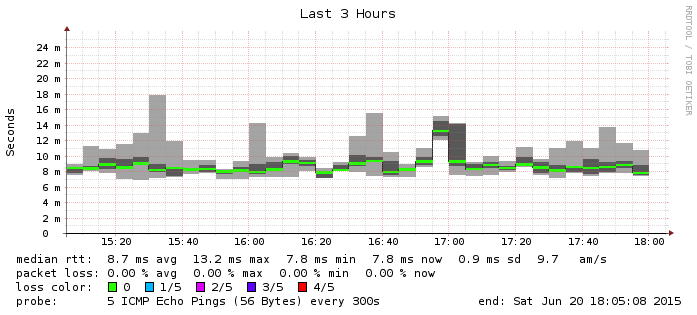 Last 3 Hours
RRDTOOL / TOBI OETIKER
Seconds
24 m
22 m
20 m
18 m
16 m
14 m
12 m
10 m
8 m
6 m
4 m
2 m
0
15:20 15:40 16:00 16:20 16:40 17:00 17:20 17:40 18:00
median rtt: 8.7 ms avg 13.2 ms max 7.8 ms min 7.8 ms now 0.9 ms sd 9.7 am/s
packet loss: 0.00 % avg 0.00 % max 0.00 % min 0.00 % now
loss color: 0 1/5 2/5 3/5 4/5
probe: 5 ICMP Echo Pings (56 Bytes) every 300s end: Sat Jun 20 18:05:08 2015